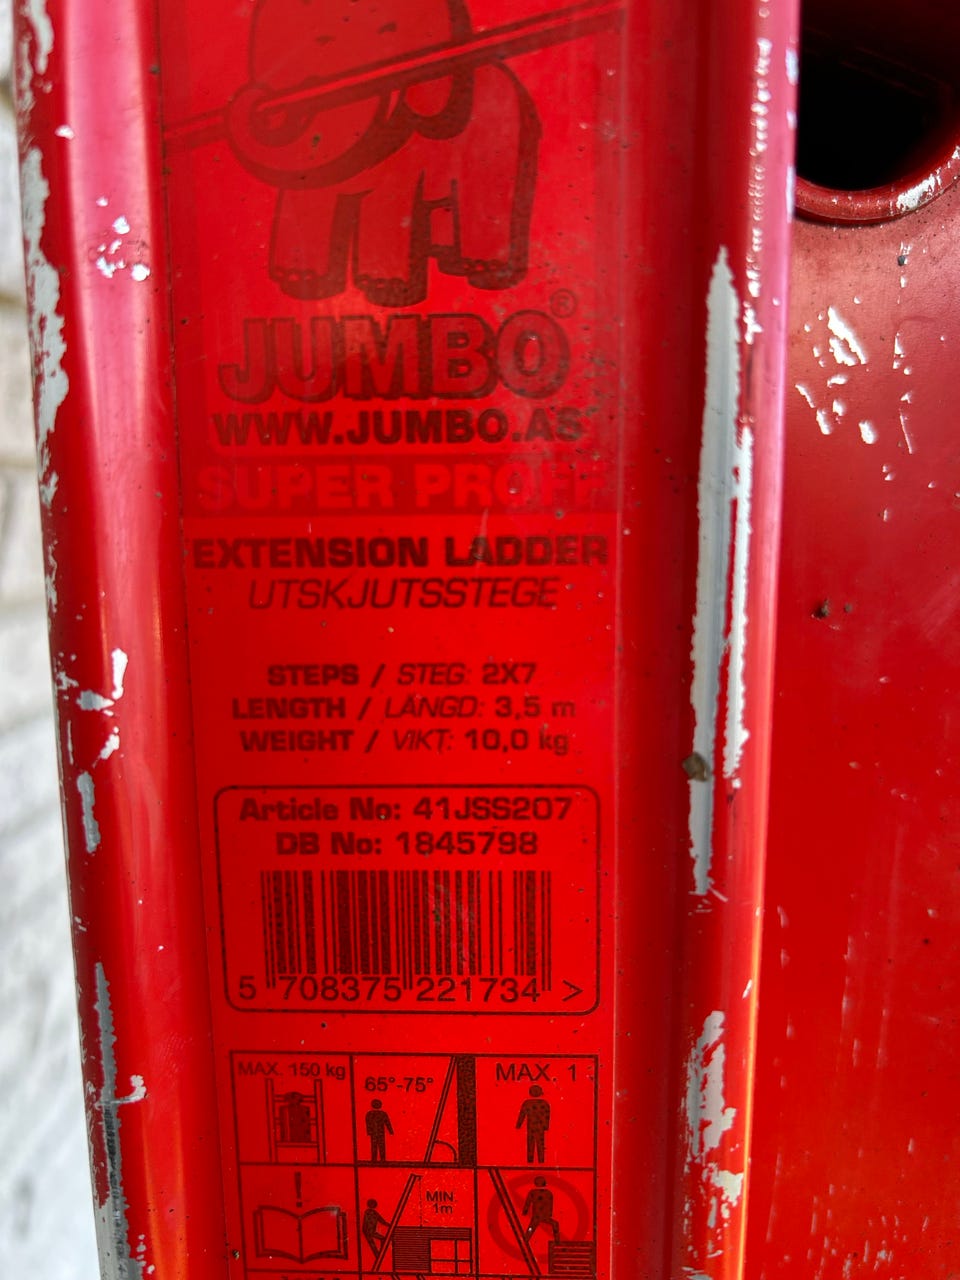 JUMBO®
WWW.JUMBO.AS
SUPER PROFF
EXTENSION LADDER
UTSKJUTSSTEGE
STEPS / STEG: 2X7
LENGTH / LÄNGD: 3,5 m
WEIGHT / VIKT: 10,0 kg
Article No: 41JSS207
DB No: 1845798
5 708375 221734 >
MAX. 150 kg
65°-75°
MAX. 1
!
MIN.
1m